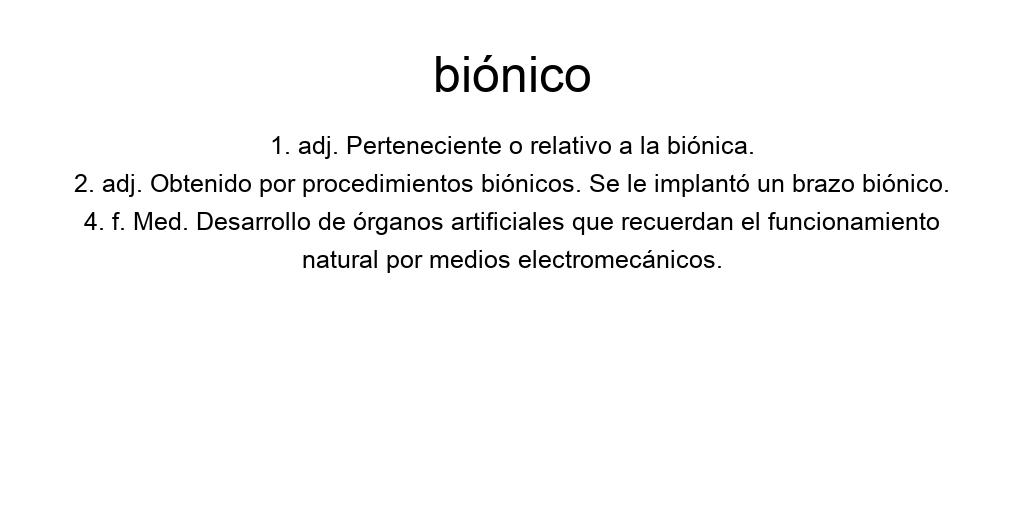 biónico
1. adj. Perteneciente o relativo a la biónica.
2. adj. Obtenido por procedimientos biónicos. Se le implantó un brazo biónico.
4. f. Med. Desarrollo de órganos artificiales que recuerdan el funcionamiento
natural por medios electromecánicos.